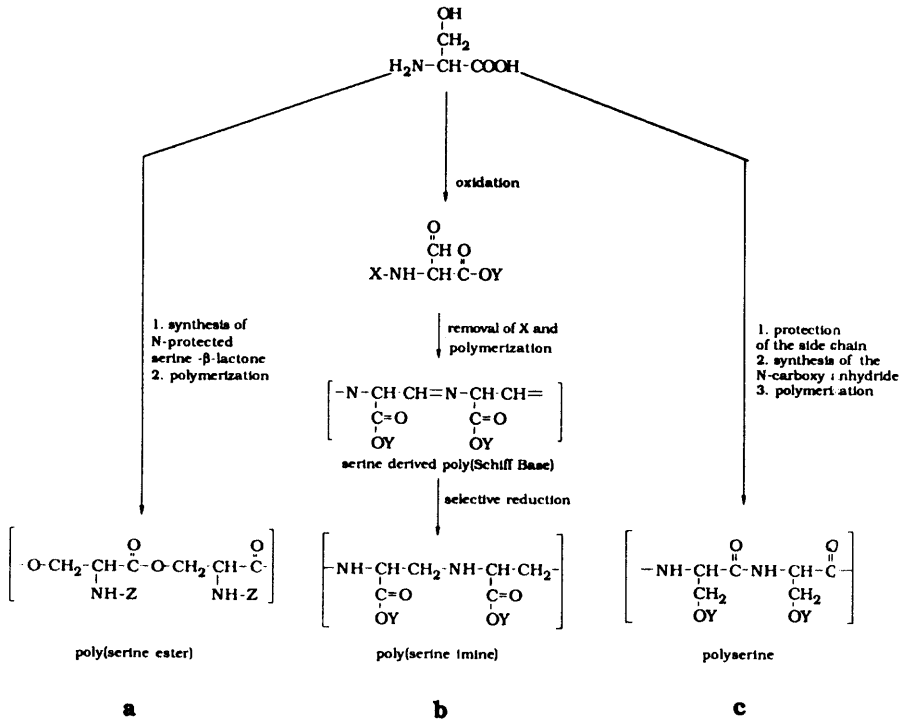 OH
CH2
H2N-CH-COOH
oxidation
O
CH O
X-NH-CH-C-OY
1. synthesis of
N-protected
serine -β-lactone
2. polymerization
removal of X and
polymerization
1. protection
of the side chain
2. synthesis of the
N-carboxy anhydride
3. polymerization
-N-CH-CH=N-CH-CH=
C=O C=O
OY OY
serine derived poly(Schiff Base)
selective reduction
O O
O-CH2-CH-C-O-CH2-CH-C-
NH-Z NH-Z
poly(serine ester)
-NH-CH-CH2-NH-CH-CH2-
C=O C=O
OY OY
poly(serine imine)
O O
-NH-CH-C-NH-CH-C-
CH2 CH2
OY OY
polyserine
a b c